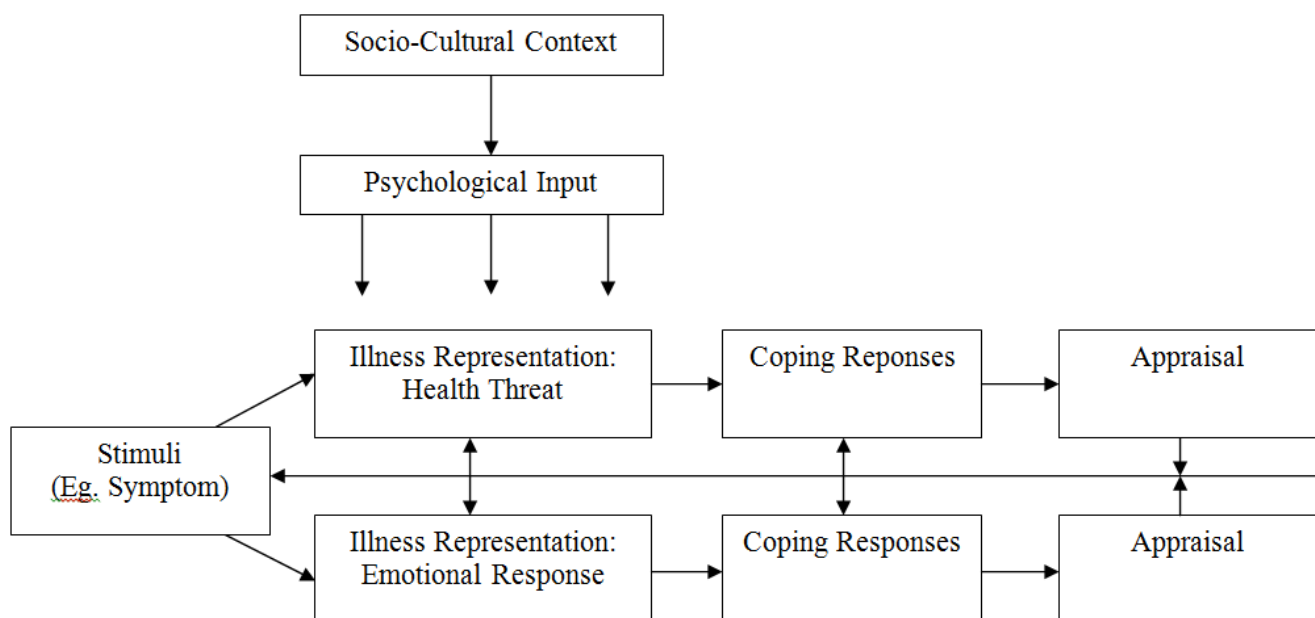 Socio-Cultural Context
Psychological Input
Illness Representation:
Health Threat
Coping Reponses
Appraisal
Stimuli
(Eg. Symptom)
Illness Representation:
Emotional Response
Coping Responses
Appraisal